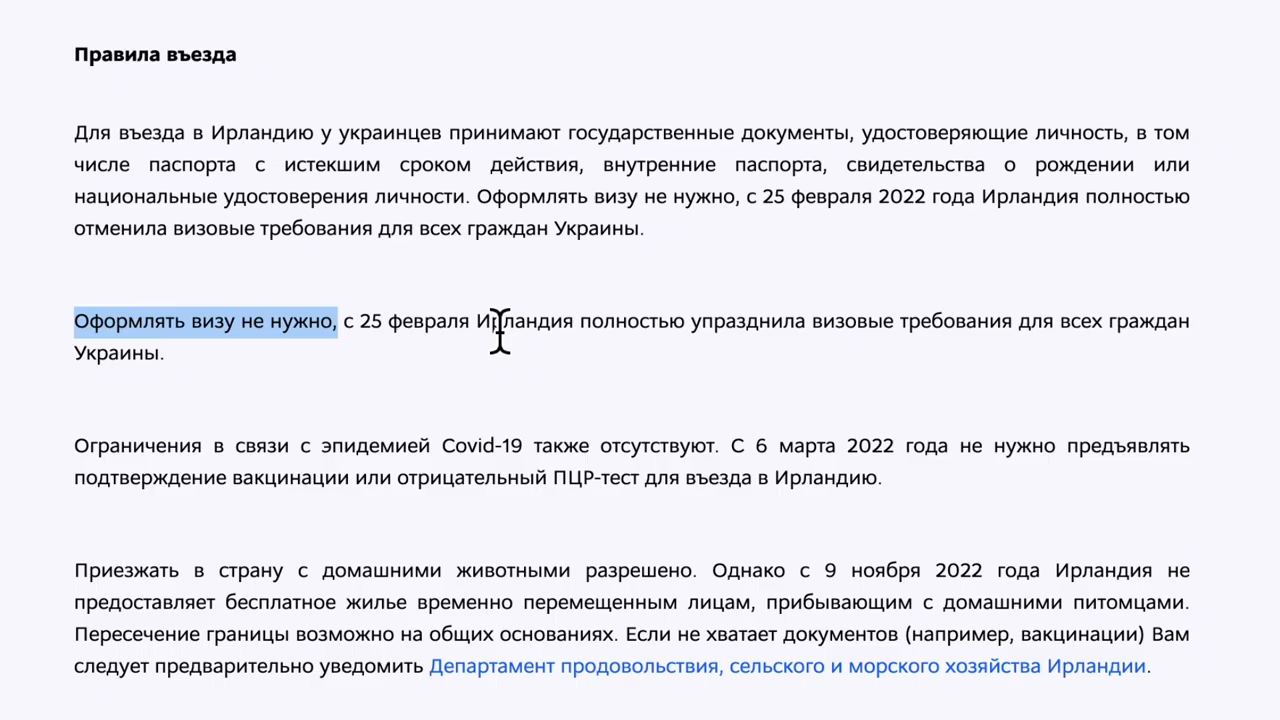 Правила въезда
Для въезда в Ирландию у украинцев принимают государственные документы, удостоверяющие личность, в том
числе паспорта с истекшим сроком действия, внутренние паспорта, свидетельства о рождении или
национальные удостоверения личности. Оформлять визу не нужно, с 25 февраля 2022 года Ирландия полностью
отменила визовые требования для всех граждан Украины.
Оформлять визу не нужно, с 25 февраля Ирландия полностью упразднила визовые требования для всех граждан
Украины.
Ограничения в связи с эпидемией Covid-19 также отсутствуют. С 6 марта 2022 года не нужно предъявлять
подтверждение вакцинации или отрицательный ПЦР-тест для въезда в Ирландию.
Приезжать в страну с домашними животными разрешено. Однако с 9 ноября 2022 года Ирландия не
предоставляет бесплатное жилье временно перемещенным лицам, прибывающим с домашними питомцами.
Пересечение границы возможно на общих основаниях. Если не хватает документов (например, вакцинации) Вам
следует предварительно уведомить Департамент продовольствия, сельского и морского хозяйства Ирландии.